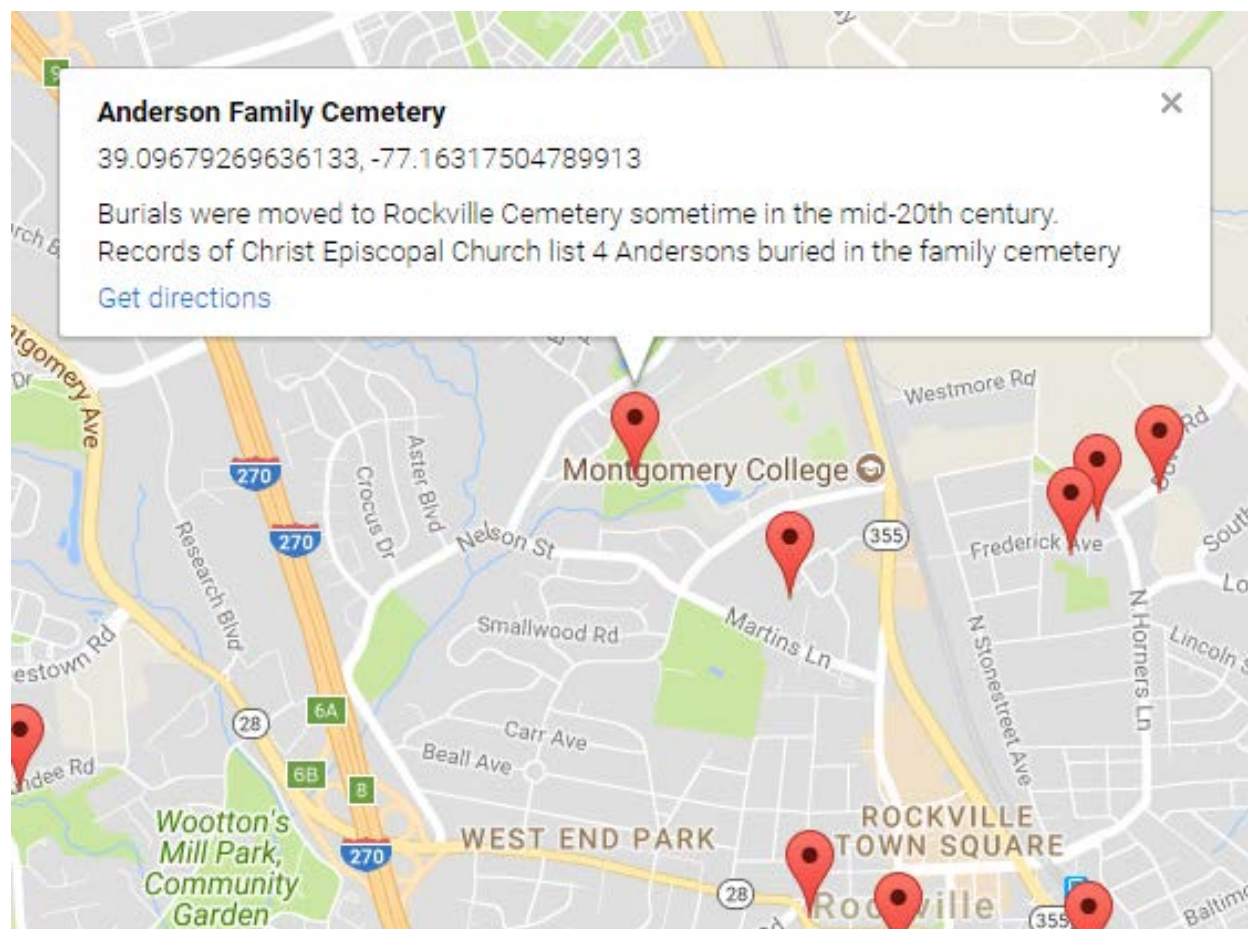 9
Anderson Family Cemetery
39.09679269636133, -77.16317504789913
Burials were moved to Rockville Cemetery sometime in the mid-20th century.
Records of Christ Episcopal Church list 4 Andersons buried in the family cemetery
Get directions
Dr
Westmore Rd
Rd
270
Aster Blvd
Montgomery College
Crocus Dr
270
Nelson St
355
Frederick Ave
Research Blvd
Smallwood Rd
Martins Ln
N Stonestreet Ave
N Horners Ln
Lincoln
28
6A
Carr Ave
Beall Ave
6B
8
Wootton's
Mill Park,
Community
Garden
270
WEST END PARK
ROCKVILLE
TOWN SQUARE
28
355